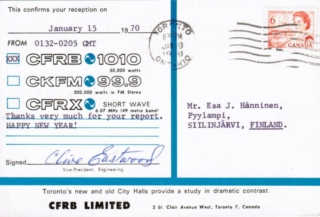 This confirms your reception on
January 15 1970
FROM 0132-0205 GMT
XXX CFRB 1010
50,000 watts
CKFM 99.9
200,000 watts in FM Stereo
CFRX SHORT WAVE
6.07 MHz (49 metre band)
Thanks very much for your report.
HAPPY NEW YEAR!
Signed Clive Eastwood
Vice-President, Engineering
TORONTO
ONTARIO
6
CANADA
Mr. Esa J. Hänninen,
Pyylampi,
SIILINJÄRVI, FINLAND.
Toronto's new and old City Halls provide a study in dramatic contrast.
CFRB LIMITED 2 St. Clair Avenue West, Toronto 7, Canada